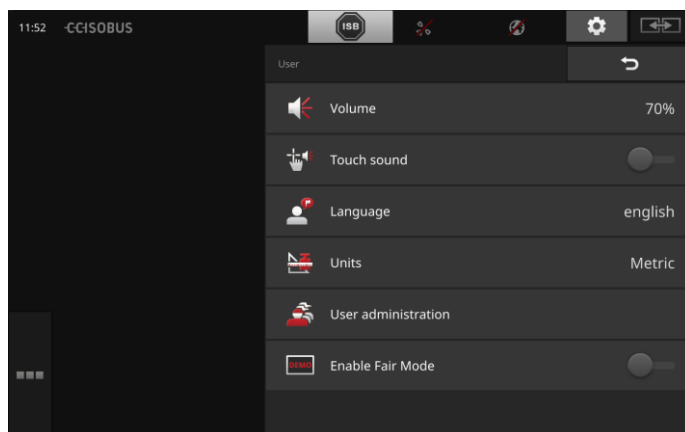 11:52 CCISOBUS ISB
User
Volume 70%
Touch sound
Language english
Units Metric
User administration
DEMO Enable Fair Mode